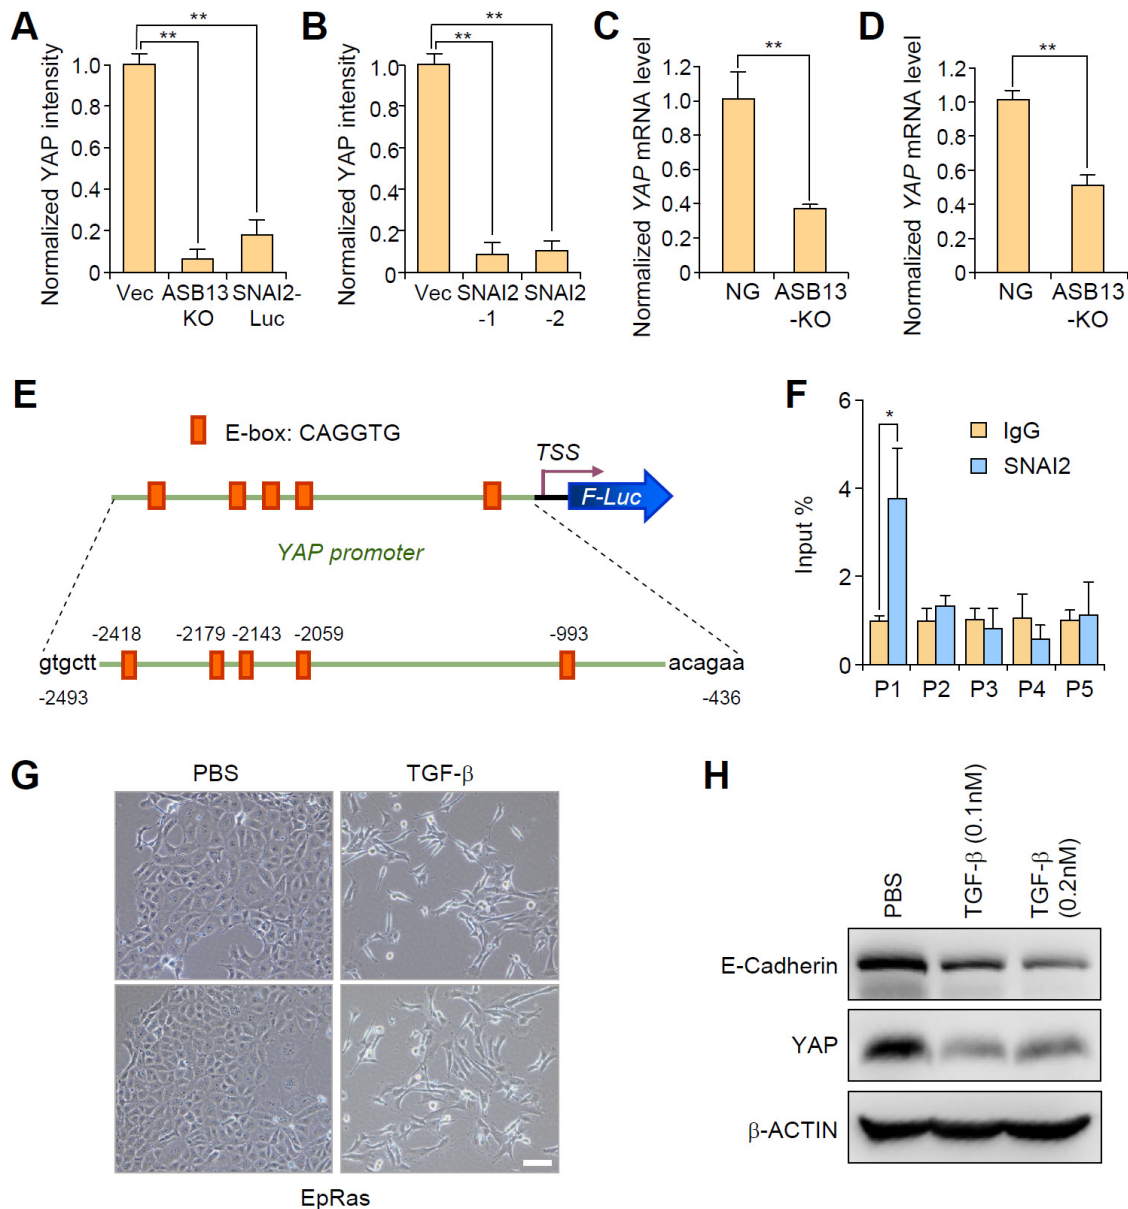 A
Normalized YAP intensity
**
**
1.0
0.8
0.6
0.4
0.2
0
Vec
ASB13
KO
SNAI2-
Luc
B
Normalized YAP intensity
**
**
1.0
0.8
0.6
0.4
0.2
0
Vec
SNAI2
-1
SNAI2
-2
C
Normalized YAP mRNA level
**
1.2
1.0
0.8
0.6
0.4
0.2
0
NG
ASB13
-KO
D
Normalized YAP mRNA level
**
1.2
1.0
0.8
0.6
0.4
0.2
0
NG
ASB13
-KO
E
E-box: CAGGTG
TSS
F-Luc
YAP promoter
-2418
-2179
-2143
-2059
-993
gtgctt
acagaa
-2493
-436
F
Input %
6
4
2
0
*
IgG
SNAI2
P1
P2
P3
P4
P5
G
PBS
TGF-β
EpRas
H
PBS
TGF-β (0.1nM)
TGF-β
(0.2nM)
E-Cadherin
YAP
β-ACTIN